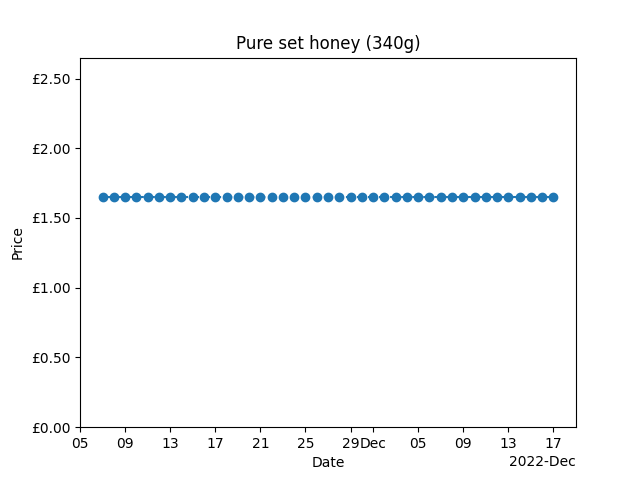 Pure set honey (340g)
£2.50
£2.00
£1.50
£1.00
£0.50
£0.00
Price
05 09 13 17 21 25 29 Dec 05 09 13 17
Date
2022-Dec